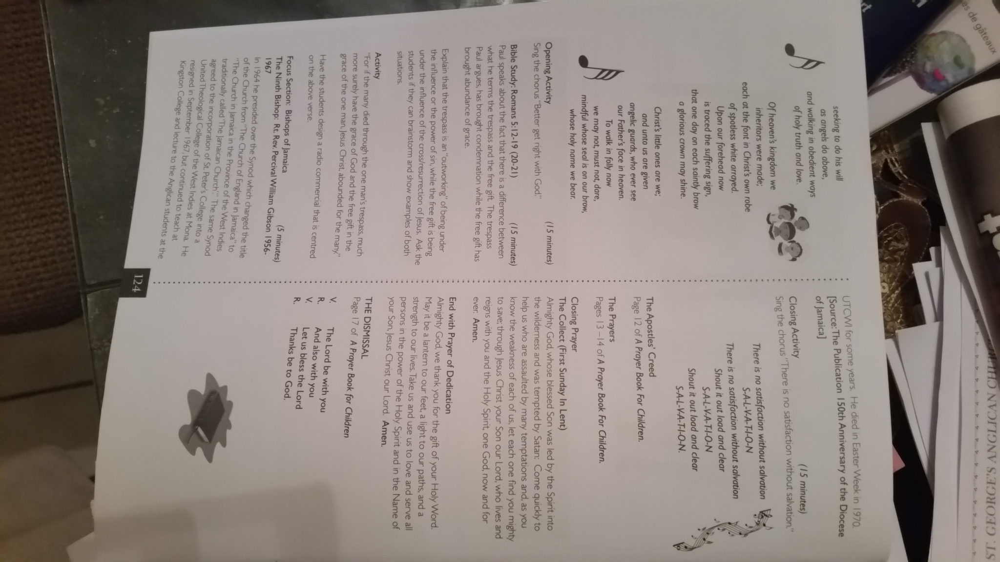 seeking to do his will
as angels do above,
and walking in obedient ways
of holy truth and love.
Of heaven's kingdom we
inheritors were made;
each at the font in Christ's own robe
of spotless white arrayed.
Upon our forehead now
is traced the suffering sign,
that one day on each saintly brow
a glorious crown may shine.
Christ's little ones are we;
and unto us are given
angelic guards, who ever see
our Father's face in heaven.
To walk in folly now
we may not, must not, dare,
mindful whose seal is on our brow,
whose holy name we bear.
Opening Activity (15 minutes)
Sing the chorus "Better get right with God."
Bible Study: Romans 5:12-19 (20-21) (15 minutes)
Paul speaks about the fact that there is a difference between
what he terms the trespass and the free gift. The trespass
Paul argues, has brought condemnation while the free gift has
brought abundance of grace.
Explain that the trespass is an "outworking" of being under
the influence or the power of sin, while the free gift is being
under the influence of the cross/resurrection of Jesus. Ask the
students if they can brainstorm and show examples of both
situations.
Activity
"For if the many died through the one man's trespass, much
more surely have the grace of God and the free gift in the
grace of the one man, Jesus Christ, abounded for the many."
Have the students design a radio commercial that is centred
on the above verse.
Focus Section: Bishops of Jamaica (5 minutes)
The Ninth Bishop: Rt. Rev. Percival William Gibson 1956-
1967
In 1964 he presided over the Synod which changed the title
of the Church from "The Church of England in Jamaica" to
"The Church in Jamaica in the Province of the West Indies
traditionally called 'The Jamaican Church'." The same Synod
agreed to the incorporation of St. Peter's College into a
United Theological College of the West Indies at Mona. He
resigned in September 1967, but continued to teach at
Kingston College and lecture to the Anglican students at the
UTCWI for some years. He died in Easter Week in 1970.
[Source: The Publication 150th Anniversary of the Diocese
of Jamaica]
Closing Activity (15 minutes)
Sing the chorus "There is no satisfaction without salvation."
There is no satisfaction without salvation
S-A-L-V-A-T-I-O-N
There is no satisfaction without salvation
Shout it out load and clear
S-A-L-V-A-T-I-O-N
Shout it out load and clear
S-A-L-V-A-T-I-O-N.
The Apostles' Creed
Page 12 of A Prayer Book For Children.
The Prayers
Pages 13 – 14 of A Prayer Book For Children.
Closing Prayer
The Collect (First Sunday In Lent)
Almighty God, whose blessed Son was led by the Spirit into
the wilderness and was tempted by Satan: Come quickly to
help us who are assaulted by many temptations and, as you
know the weakness of each of us, let each one find you mighty
to save; through Jesus Christ your Son our Lord, who lives and
reigns with you and the Holy Spirit, one God, now and for
ever. Amen.
End with Prayer of Dedication
Almighty God, we thank you for the gift of your Holy Word.
May it be a lantern to our feet, a light to our paths, and a
strength to our lives. Take us and use us to love and serve all
persons in the power of the Holy Spirit and in the Name of
your Son, Jesus Christ our Lord. Amen.
THE DISMISSAL
Page 17 of A Prayer Book for Children
V. The Lord be with you
R. And also with you
V. Let us bless the Lord
R. Thanks be to God.
124
es de gâteaux
ST. GEORGE'S ANGLICAN